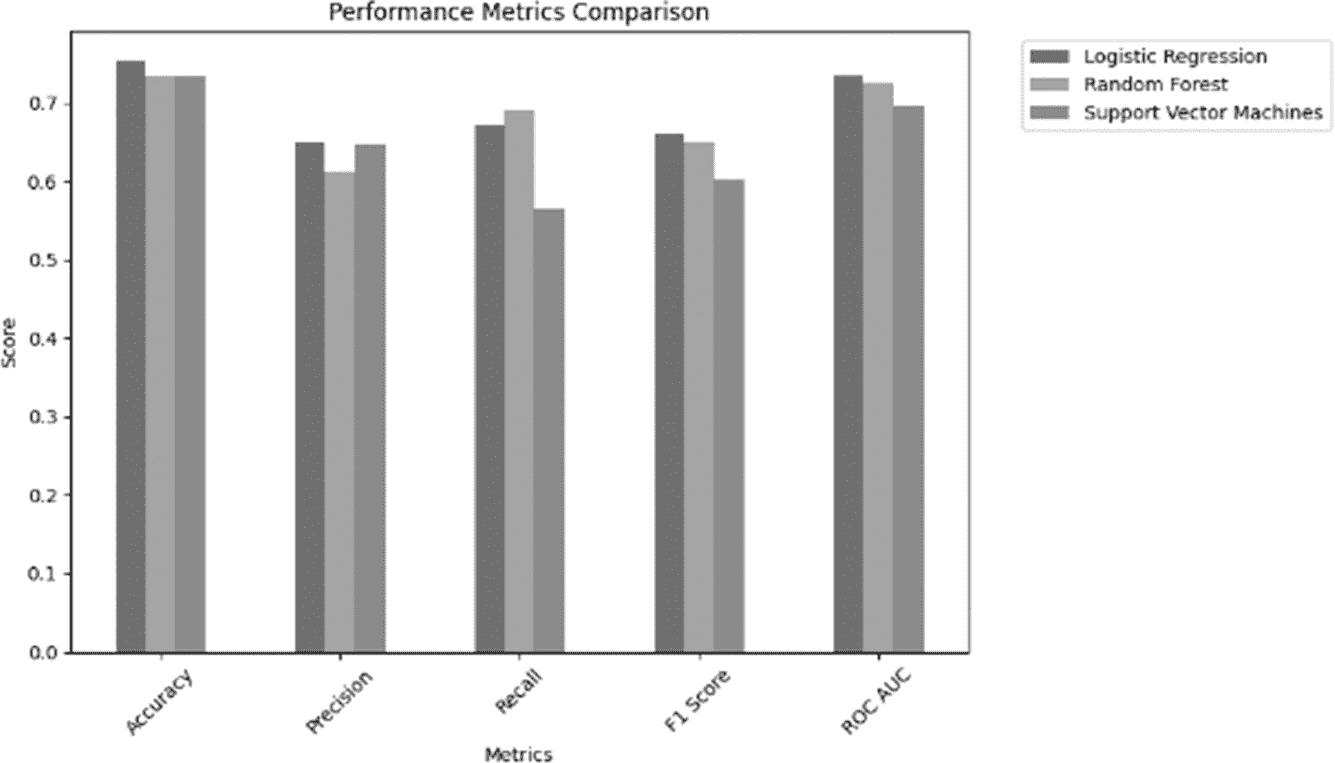 Performance Metrics Comparison
Logistic Regression
Random Forest
Support Vector Machines
Score
0.7
0.6
0.5
0.4
0.3
0.2
0.1
0.0
Accuracy
Precision
Recall
F1 Score
ROC AUC
Metrics